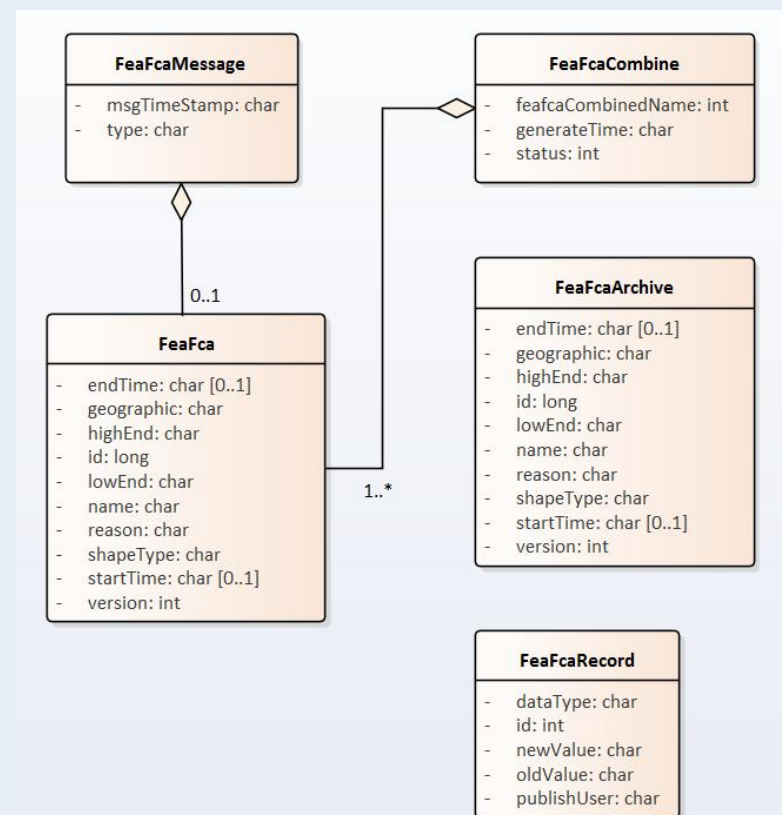 FeaFcaMessage
- msgTimeStamp: char
- type: char
FeaFcaCombine
- feafcaCombinedName: int
- generateTime: char
- status: int
0..1
FeaFca
- endTime: char [0..1]
- geographic: char
- highEnd: char
- id: long
- lowEnd: char
- name: char
- reason: char
- shapeType: char
- startTime: char [0..1]
- version: int
1..*
FeaFcaArchive
- endTime: char [0..1]
- geographic: char
- highEnd: char
- id: long
- lowEnd: char
- name: char
- reason: char
- shapeType: char
- startTime: char [0..1]
- version: int
FeaFcaRecord
- dataType: char
- id: int
- newValue: char
- oldValue: char
- publishUser: char